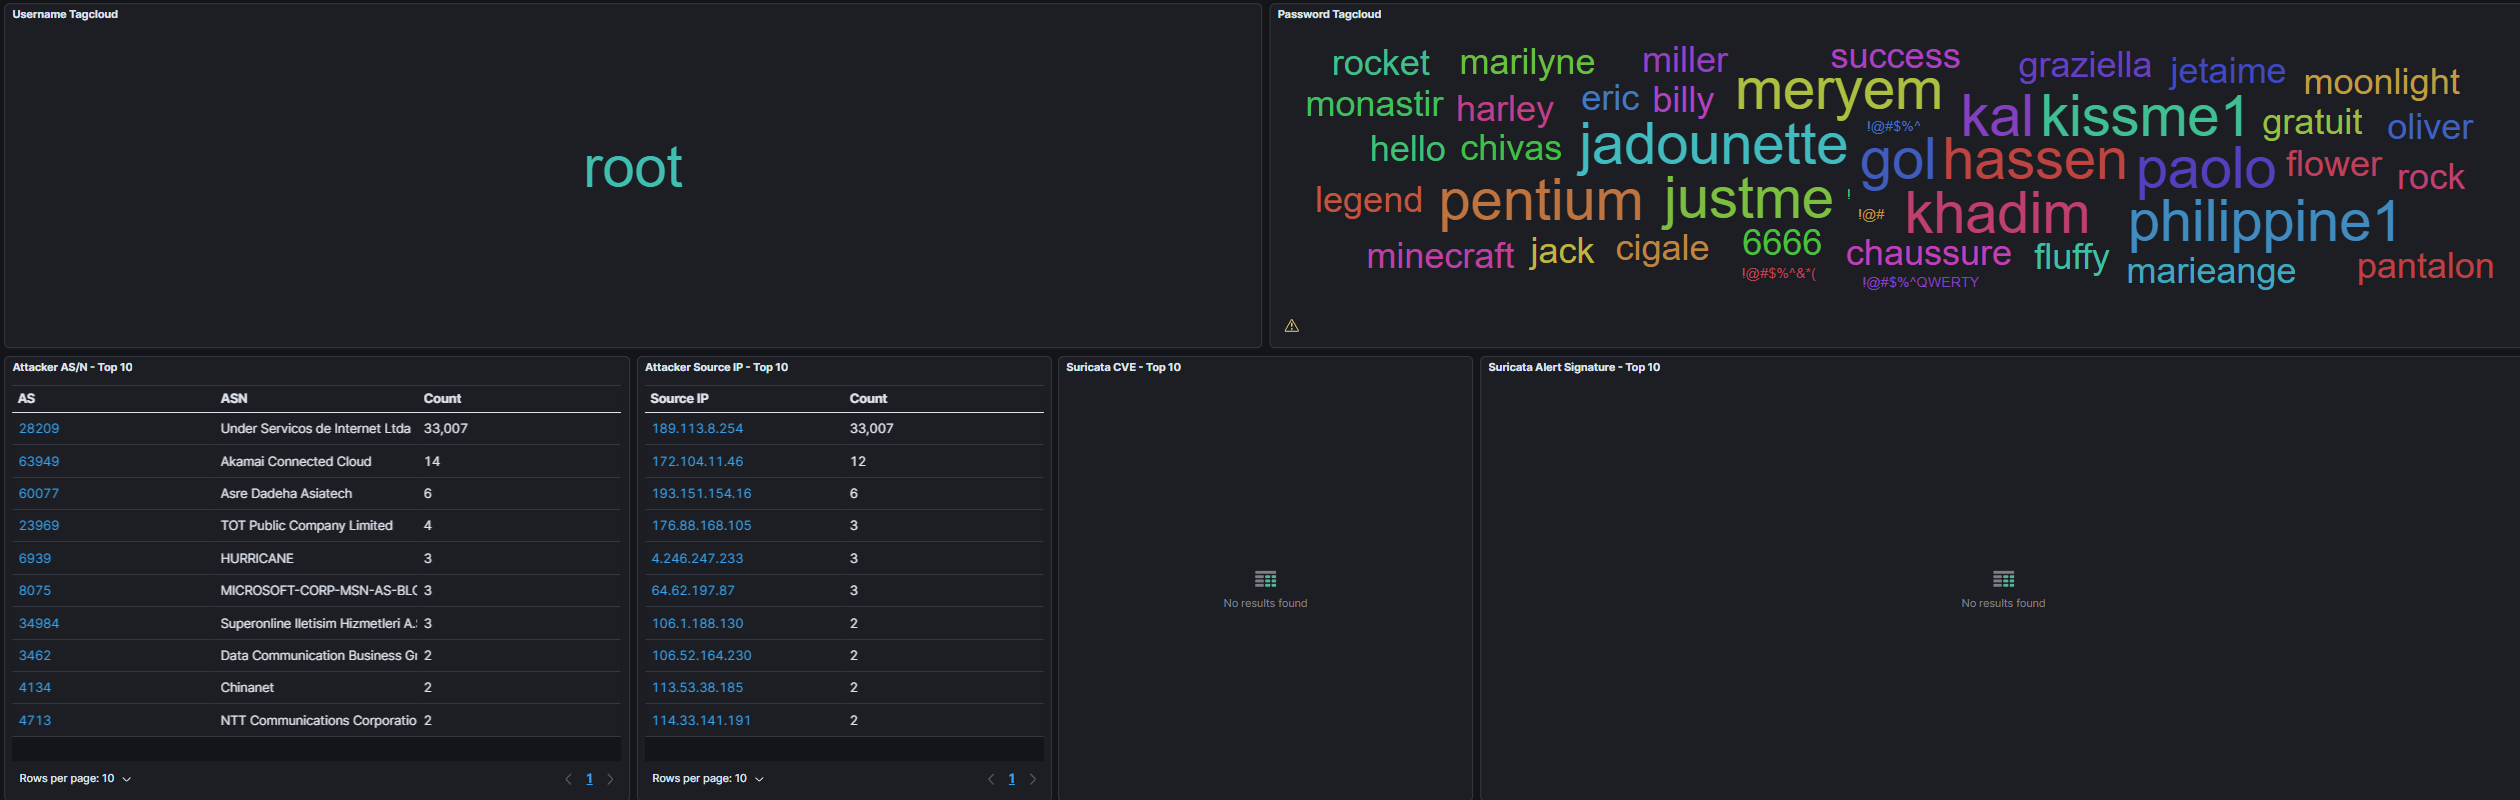 Username Tagcloud
root
Password Tagcloud
rocket marilyne miller success graziella jetaime moonlight
monastir harley eric billy meryem kal kissme1 gratuit oliver
!@#$%^
hello chivas jadounette gol hassen paolo flower rock
legend pentium justme ! !@# khadim philippine1
minecraft jack cigale 6666 chaussure fluffy marieange pantalon
!@#$%^&*( !@#$%^QWERTY
Attacker AS/N - Top 10
AS ASN Count
28209 Under Servicos de Internet Ltda 33,007
63949 Akamai Connected Cloud 14
60077 Asre Dadeha Asiatech 6
23969 TOT Public Company Limited 4
6939 HURRICANE 3
8075 MICROSOFT-CORP-MSN-AS-BLC 3
34984 Superonline Iletisim Hizmetleri A. 3
3462 Data Communication Business G 2
4134 Chinanet 2
4713 NTT Communications Corporatio 2
Rows per page: 10 1
Attacker Source IP - Top 10
Source IP Count
189.113.8.254 33,007
172.104.11.46 12
193.151.154.16 6
176.88.168.105 3
4.246.247.233 3
64.62.197.87 3
106.1.188.130 2
106.52.164.230 2
113.53.38.185 2
114.33.141.191 2
Rows per page: 10 1
Suricata CVE - Top 10
No results found
Suricata Alert Signature - Top 10
No results found